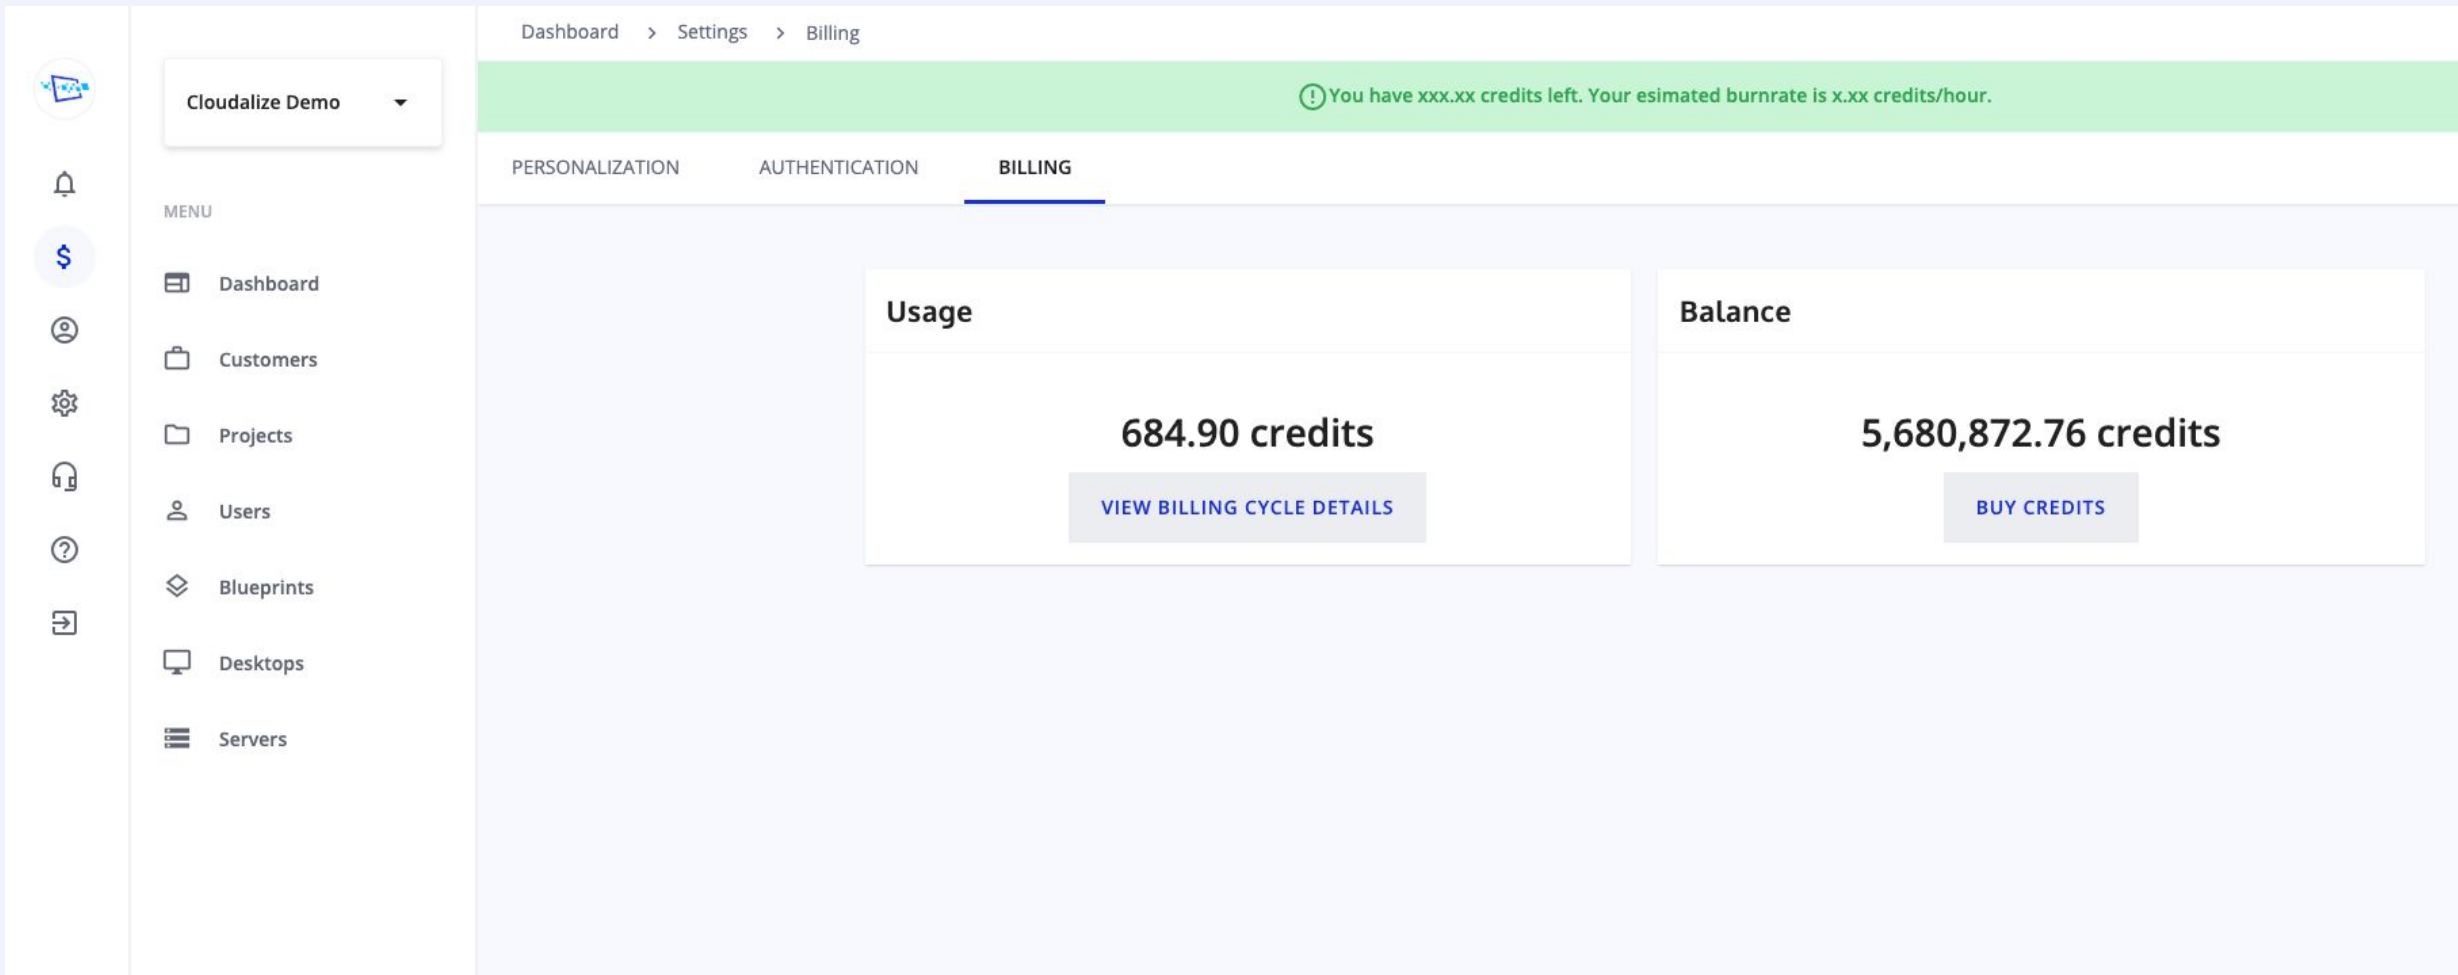 Dashboard > Settings > Billing
Cloudalize Demo
You have xxx.xx credits left. Your esimated burnrate is x.xx credits/hour.
PERSONALIZATION AUTHENTICATION BILLING
MENU
Dashboard
Customers
Projects
Users
Blueprints
Desktops
Servers
Usage
684.90 credits
VIEW BILLING CYCLE DETAILS
Balance
5,680,872.76 credits
BUY CREDITS